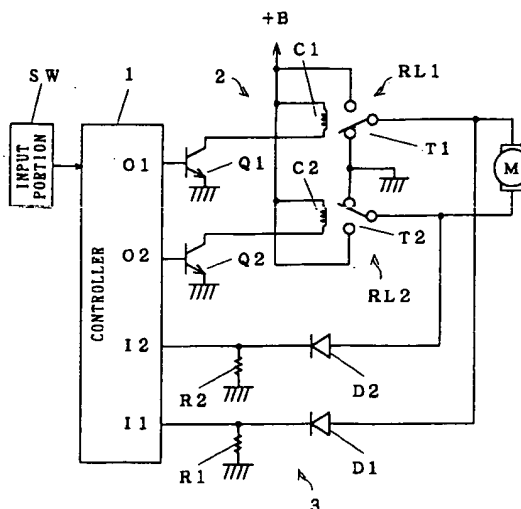 +B
SW
1
2
C1
RL1
INPUT PORTION
CONTROLLER
O1
Q1
T1
M
C2
O2
Q2
T2
RL2
I2
R2
D2
I1
R1
D1
3